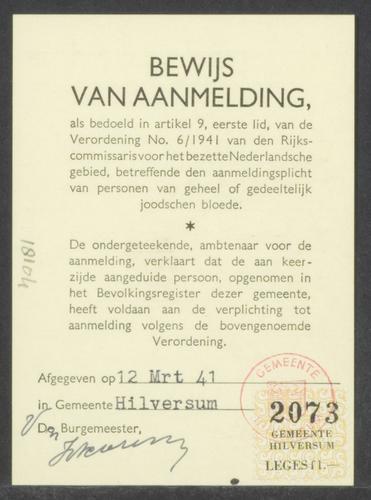 BEWIJS
VAN AANMELDING,
als bedoeld in artikel 9, eerste lid, van de
Verordening No. 6/1941 van den Rijks-
commissaris voor het bezette Nederlandsche
gebied, betreffende den aanmeldingsplicht
van personen van geheel of gedeeltelijk
joodschen bloede.
*
De ondergeteekende, ambtenaar voor de
aanmelding, verklaart dat de aan keer-
zijde aangeduide persoon, opgenomen in
het Bevolkingsregister dezer gemeente,
heeft voldaan aan de verplichting tot
aanmelding volgens de bovengenoemde
Verordening.
18104
Afgegeven op 12 Mrt 41
in Gemeente Hilversum
De Burgemeester,
GEMEENTE
2073
GEMEENTE
HILVERSUM
LEGES f1.—